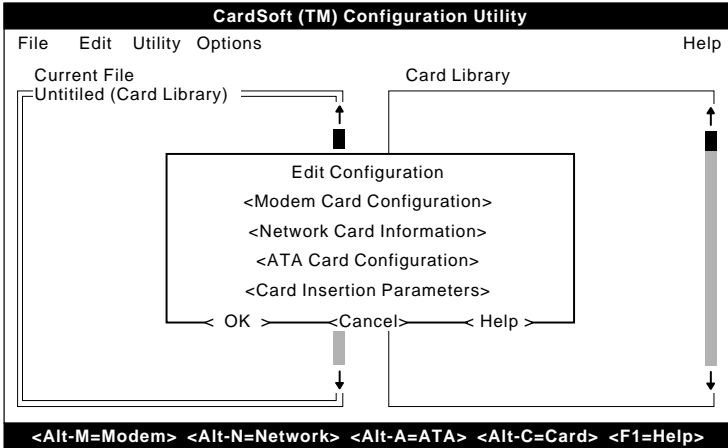 CardSoft (TM) Configuration Utility
File Edit Utility Options Help
Current File Card Library
Untitiled (Card Library)
Edit Configuration
<Modem Card Configuration>
<Network Card Information>
<ATA Card Configuration>
<Card Insertion Parameters>
< OK > <Cancel> < Help >
<Alt-M=Modem> <Alt-N=Network> <Alt-A=ATA> <Alt-C=Card> <F1=Help>